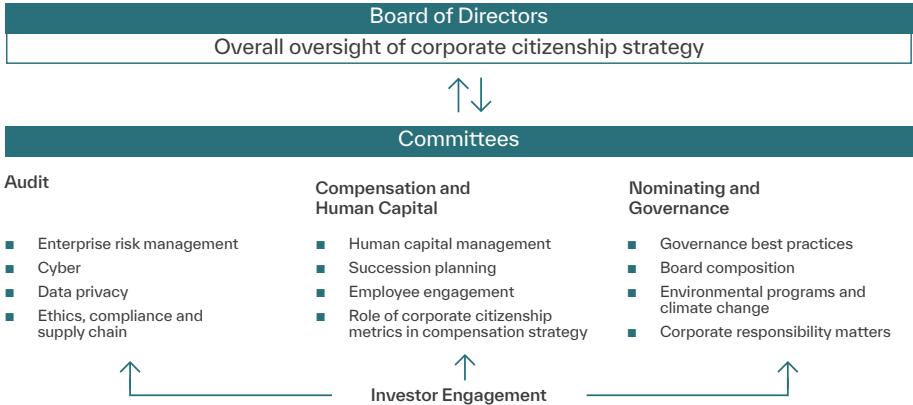 Board of Directors
Overall oversight of corporate citizenship strategy
Committees
Audit
Enterprise risk management
Cyber
Data privacy
Ethics, compliance and
supply chain
Compensation and
Human Capital
Human capital management
Succession planning
Employee engagement
Role of corporate citizenship
metrics in compensation strategy
Nominating and
Governance
Governance best practices
Board composition
Environmental programs and
climate change
Corporate responsibility matters
Investor Engagement